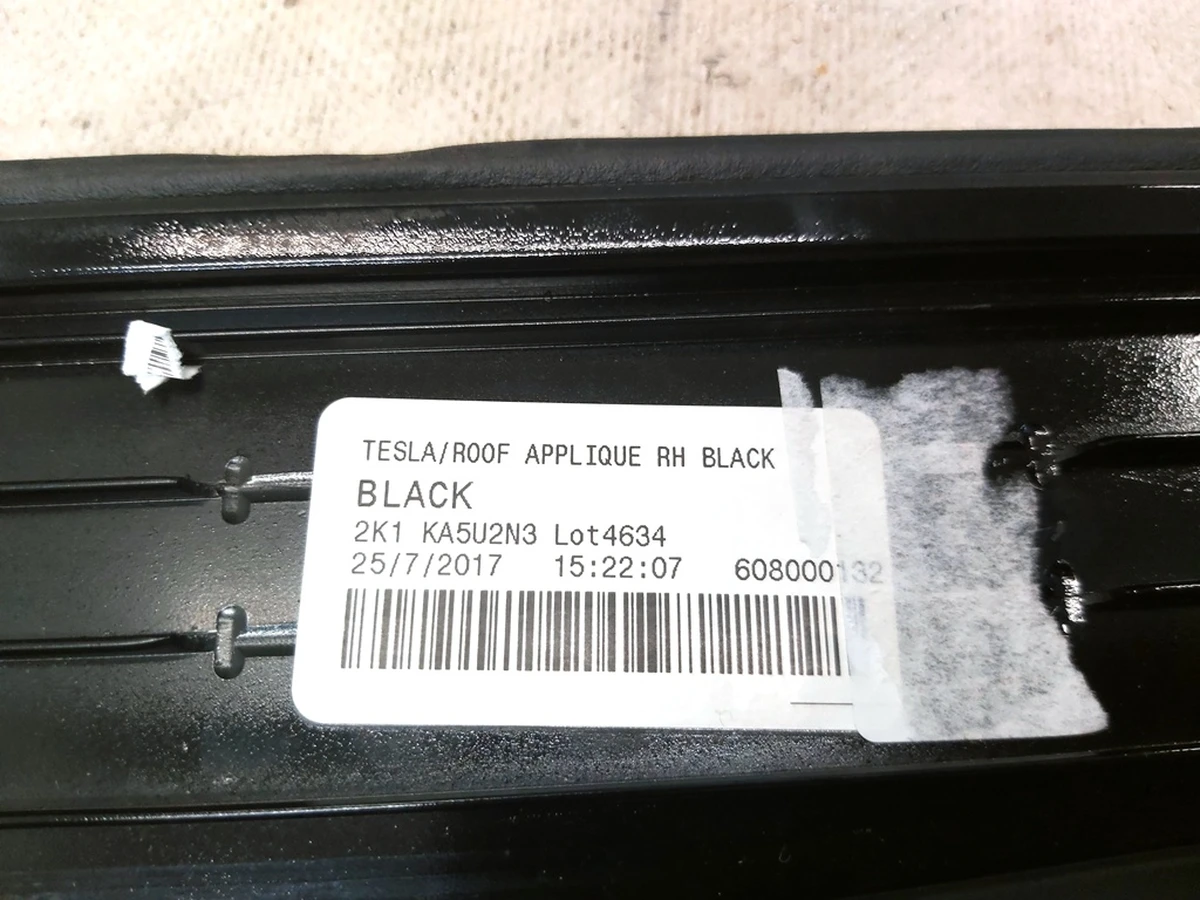 TESLA/ROOF APPLIQUE RH BLACK
BLACK
2K1 KA5U2N3 Lot4634
25/7/2017 15:22:07 608000132